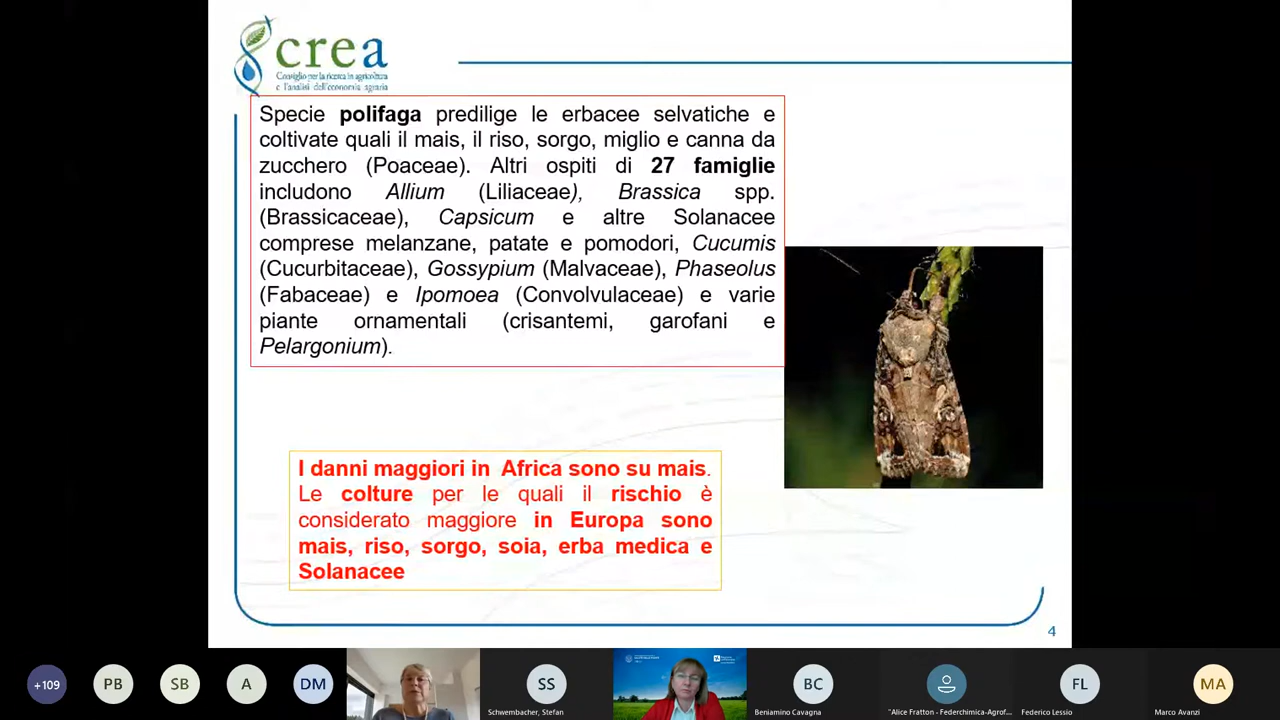 crea
Consiglio per la ricerca in agricoltura
e l'analisi dell'economia agraria
Specie polifaga predilige le erbacee selvatiche e
coltivate quali il mais, il riso, sorgo, miglio e canna da
zucchero (Poaceae). Altri ospiti di 27 famiglie
includono Allium (Liliaceae), Brassica spp.
(Brassicaceae), Capsicum e altre Solanacee
comprese melanzane, patate e pomodori, Cucumis
(Cucurbitaceae), Gossypium (Malvaceae), Phaseolus
(Fabaceae) e Ipomoea (Convolvulaceae) e varie
piante ornamentali (crisantemi, garofani e
Pelargonium).
I danni maggiori in Africa sono su mais.
Le colture per le quali il rischio è
considerato maggiore in Europa sono
mais, riso, sorgo, soia, erba medica e
Solanacee
4
+109
PB
SB
A
DM
SS
Schwembacher, Stefan
BC
Beniamino Cavagna
"Alice Fratton - Federchimica-Agrof...
FL
Federico Lessio
MA
Marco Avanzi